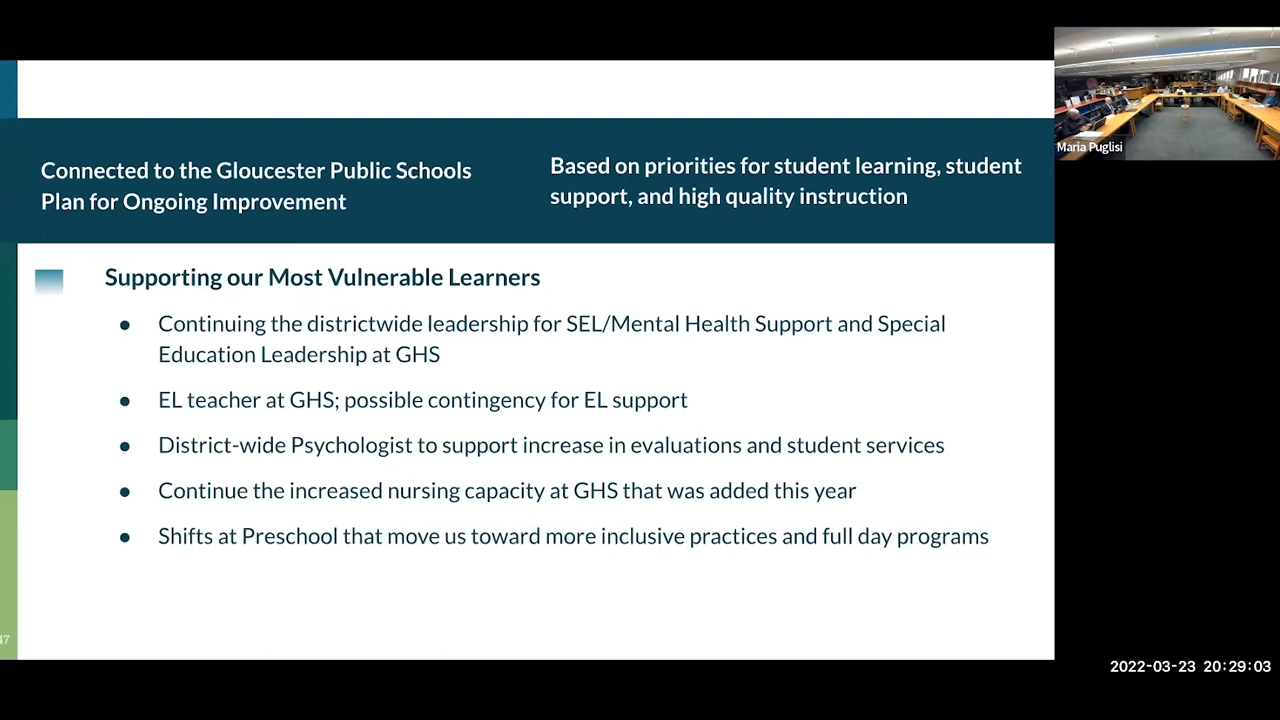 Connected to the Gloucester Public Schools
Plan for Ongoing Improvement
Based on priorities for student learning, student
support, and high quality instruction
Supporting our Most Vulnerable Learners
● Continuing the districtwide leadership for SEL/Mental Health Support and Special
Education Leadership at GHS
● EL teacher at GHS; possible contingency for EL support
● District-wide Psychologist to support increase in evaluations and student services
● Continue the increased nursing capacity at GHS that was added this year
● Shifts at Preschool that move us toward more inclusive practices and full day programs
47
Maria Puglisi
2022-03-23 20:29:03